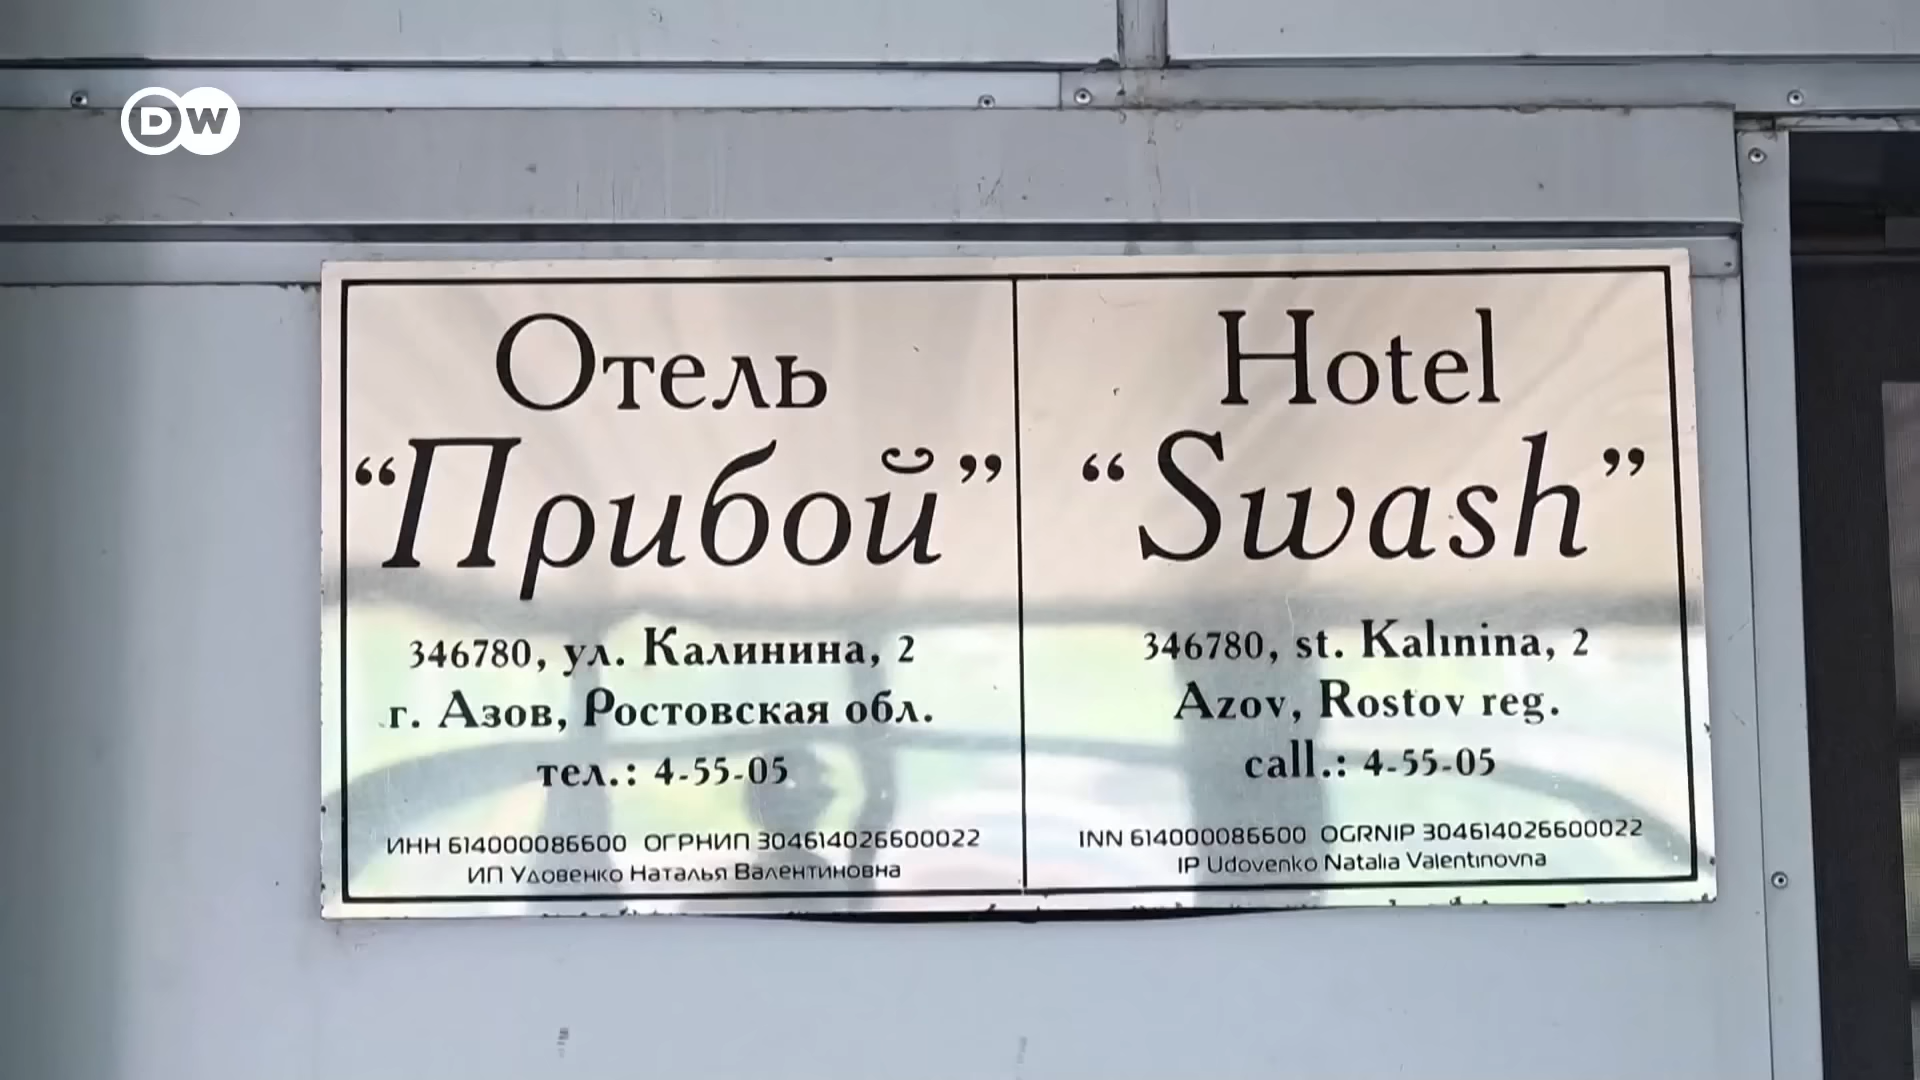 DW
Отель
“Прибой”
346780, ул. Калинина, 2
г. Азов, Ростовская обл.
тел.: 4-55-05
ИНН 614000086600 ОГРНИП 304614026600022
ИП Удовенко Наталья Валентиновна
Hotel
“Swash”
346780, st. Kalinina, 2
Azov, Rostov reg.
call.: 4-55-05
INN 614000086600 OGRNIP 304614026600022
IP Udovenko Natalia Valentinovna